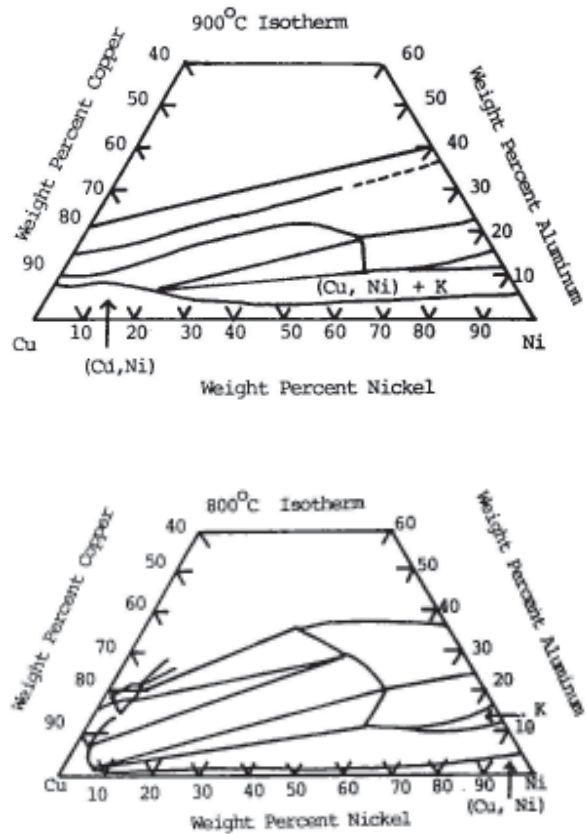 900°C Isotherm
Weight Percent Copper
Weight Percent Aluminum
40
50
60
70
80
90
60
50
40
30
20
10
(Cu, Ni) + K
Cu
10 20 30 40 50 60 70 80 90
Ni
(Cu,Ni)
Weight Percent Nickel
800°C Isotherm
Weight Percent Copper
Weight Percent Aluminum
40
50
60
70
80
90
60
50
40
30
20
K
10
Cu
10 20 30 40 50 60 70 80 90
Ni
(Cu, Ni)
Weight Percent Nickel